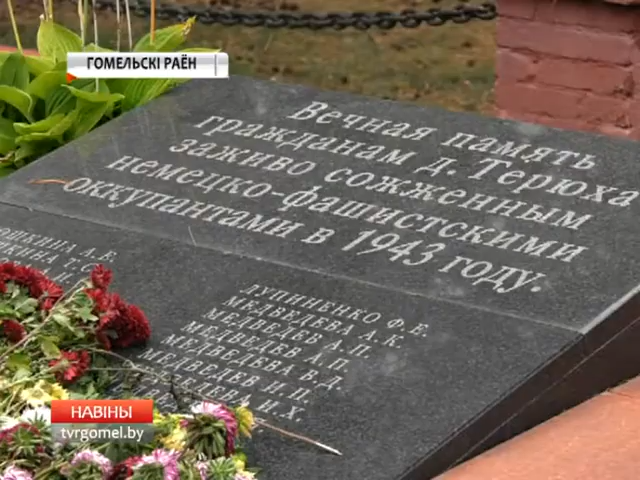 ГОМЕЛЬСКІ РАЁН
Вечная память
гражданам д. Терюха
заживо сожженным
немецко-фашистскими
оккупантами в 1943 году.
ЛУПИНЕНКО Ф.Е.
МЕДВЕДЕВА А.К.
МЕДВЕДЕВ А.П.
МЕДВЕДЕВ А.П.
МЕДВЕДЕВА В.Д.
МЕДВЕДЕВ И.П.
Н.Х.
НАВІНЫ
tvrgomel.by